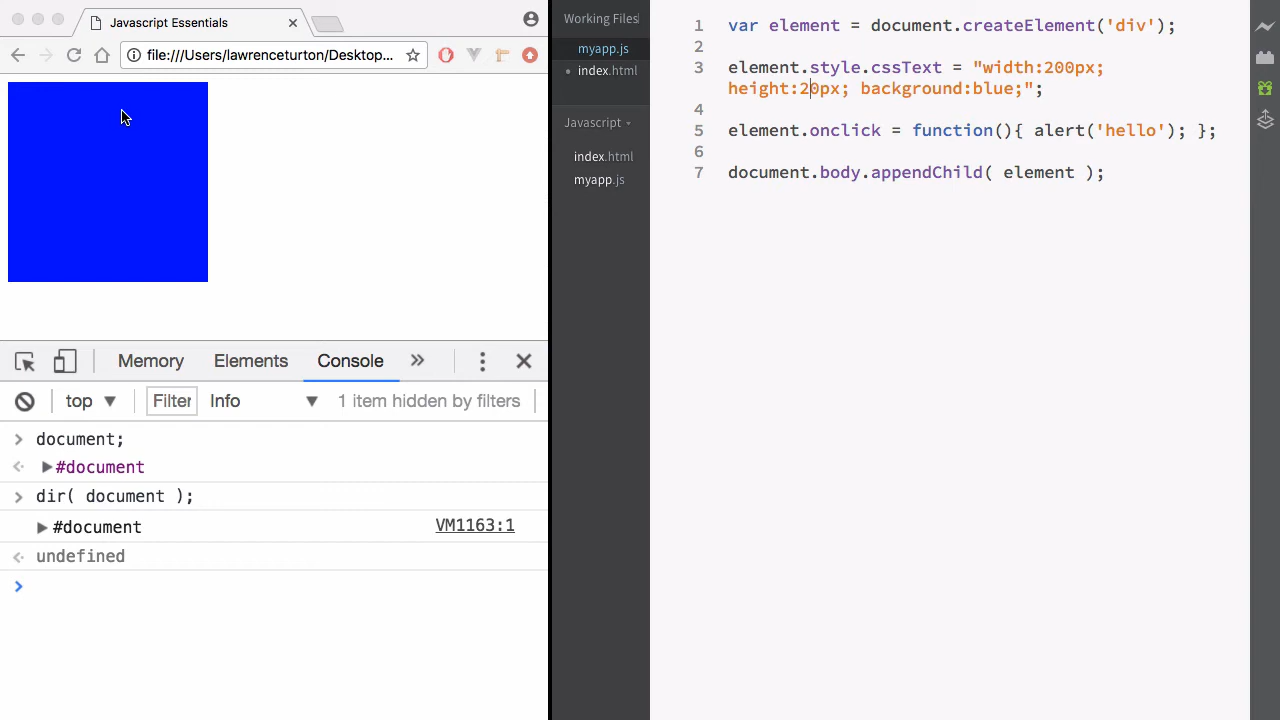 Javascript Essentials
file:///Users/lawrenceturton/Desktop...
Memory Elements Console
top Filter Info 1 item hidden by filters
document;
#document
dir( document );
#document VM1163:1
undefined
Working Files
myapp.js
index.html
Javascript
index.html
myapp.js
1 var element = document.createElement('div');
2
3 element.style.cssText = "width:200px;
height:20px; background:blue;";
4
5 element.onclick = function(){ alert('hello'); };
6
7 document.body.appendChild( element );